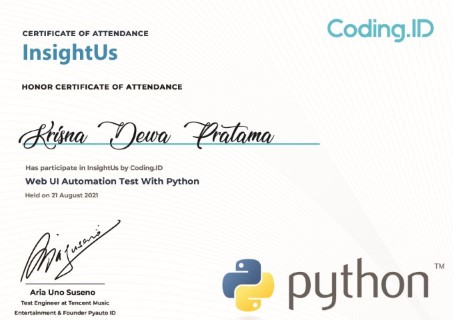 CERTIFICATE OF ATTENDANCE
Coding.ID
InsightUs
HONOR CERTIFICATE OF ATTENDANCE
Krisna Dewa Pratama
Has participate in InsightUs by Coding.ID
Web UI Automation Test With Python
Held on 21 August 2021
Aria Uno Suseno
Test Engineer at Tencent Music
Entertainment & Founder Pyauto ID
python™